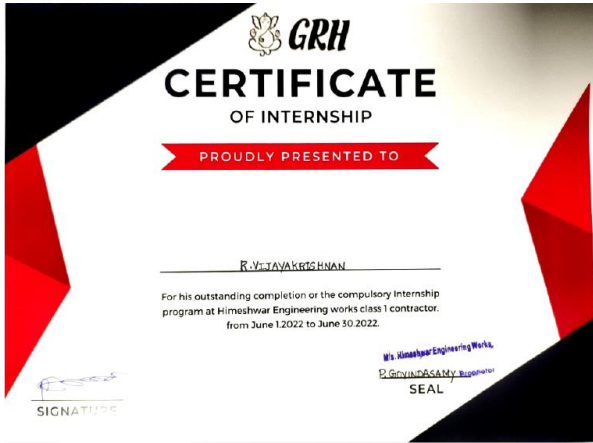 GRH
CERTIFICATE
OF INTERNSHIP
PROUDLY PRESENTED TO
R.VIJAYAKRISHNAN
For his outstanding completion or the compulsory Internship
program at Himeshwar Engineering works class 1 contractor.
from June 1.2022 to June 30.2022.
M/s. Himeshwar Engineering Works,
P.GOVINDASAMY Proprietor
SEAL
SIGNATURE